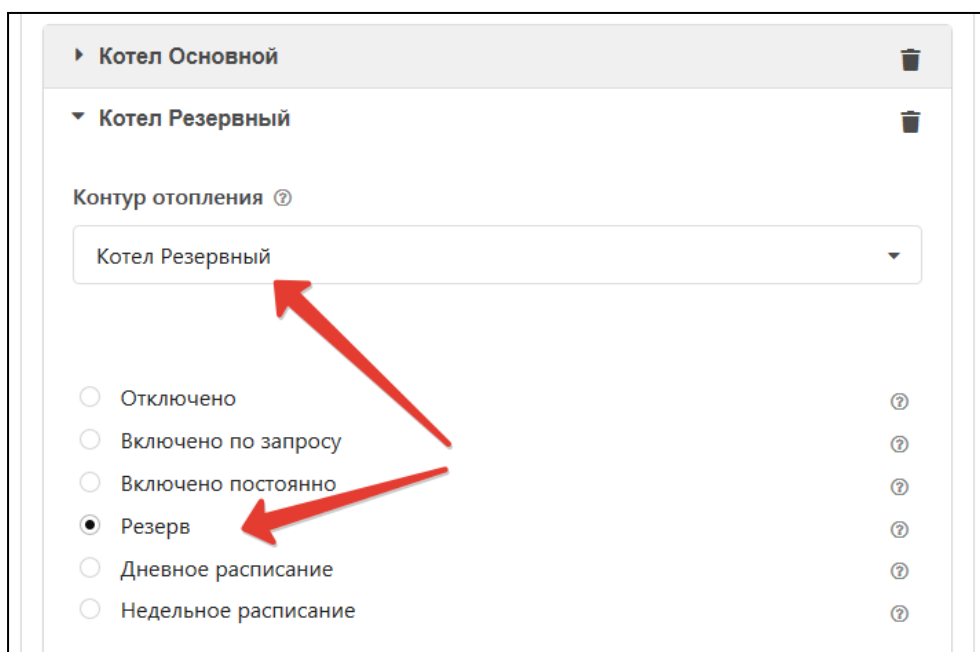 Котел Основной
Котел Резервный
Контур отопления ?
Котел Резервный
Отключено ?
Включено по запросу ?
Включено постоянно ?
Резерв ?
Дневное расписание ?
Недельное расписание ?